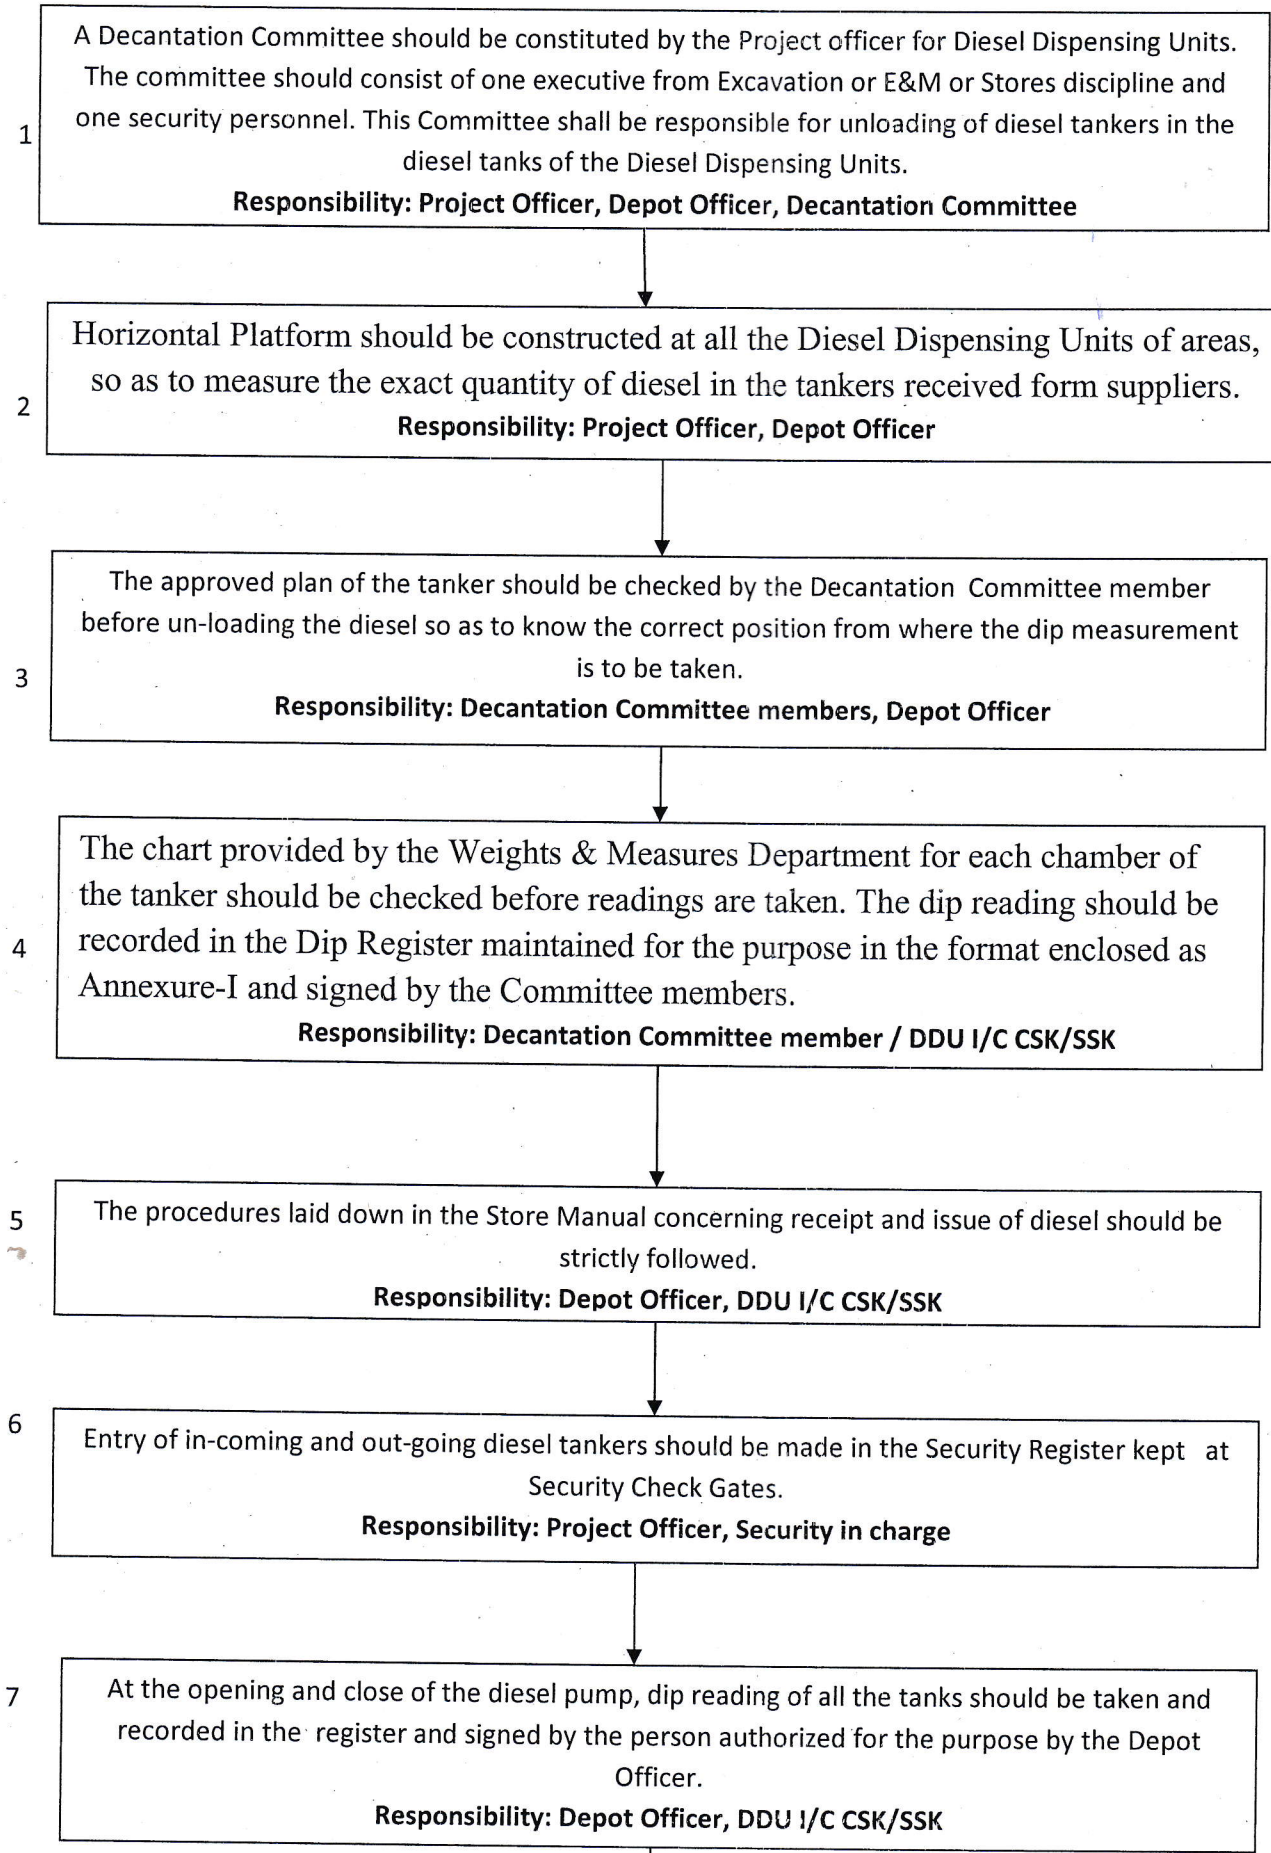 A Decantation Committee should be constituted by the Project officer for Diesel Dispensing Units.
The committee should consist of one executive from Excavation or E&M or Stores discipline and
1
one security personnel. This Committee shall be responsible for unloading of diesel tankers in the
diesel tanks of the Diesel Dispensing Units.
Responsibility: Project Officer, Depot Officer, Decantation Committee
Horizontal Platform should be constructed at all the Diesel Dispensing Units of areas,
so as to measure the exact quantity of diesel in the tankers received form suppliers.
2
Responsibility: Project Officer, Depot Officer
The approved plan of the tanker should be checked by the Decantation Committee member
before un-loading the diesel so as to know the correct position from where the dip measurement
is to be taken.
3
Responsibility: Decantation Committee members, Depot Officer
The chart provided by the Weights & Measures Department for each chamber of
the tanker should be checked before readings are taken. The dip reading should be
4
recorded in the Dip Register maintained for the purpose in the format enclosed as
Annexure-I and signed by the Committee members.
Responsibility: Decantation Committee member / DDU I/C CSK/SSK
5
The procedures laid down in the Store Manual concerning receipt and issue of diesel should be
strictly followed.
Responsibility: Depot Officer, DDU I/C CSK/SSK
6
Entry of in-coming and out-going diesel tankers should be made in the Security Register kept at
Security Check Gates.
Responsibility: Project Officer, Security in charge
7
At the opening and close of the diesel pump, dip reading of all the tanks should be taken and
recorded in the register and signed by the person authorized for the purpose by the Depot
Officer.
Responsibility: Depot Officer, DDU I/C CSK/SSK